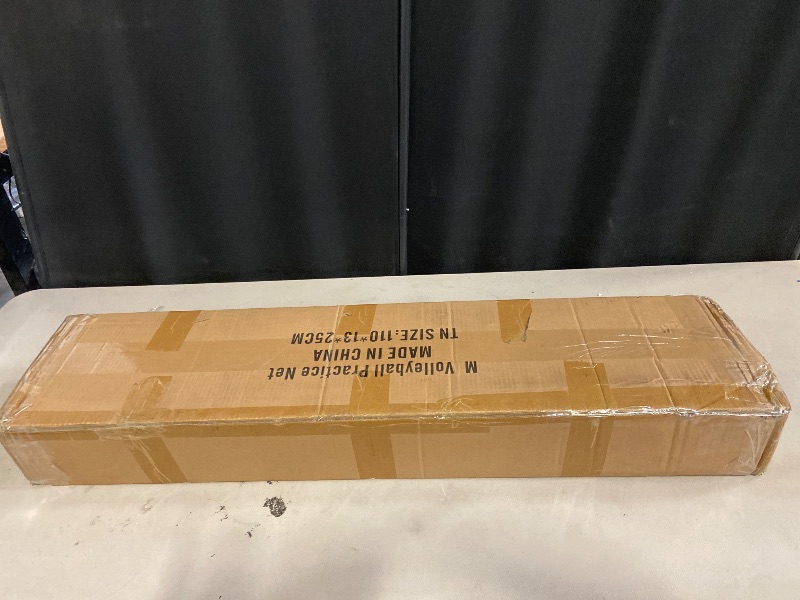 M Volleyball Practice Net
MADE IN CHINA
TN SIZE.110*13*25CM